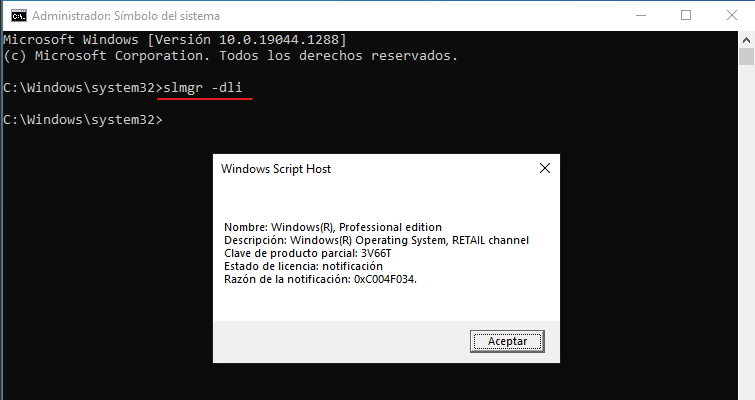 Administrador: Símbolo del sistema
Microsoft Windows [Versión 10.0.19044.1288]
(c) Microsoft Corporation. Todos los derechos reservados.
C:\Windows\system32>slmgr -dli
C:\Windows\system32>
Windows Script Host
Nombre: Windows(R), Professional edition
Descripción: Windows(R) Operating System, RETAIL channel
Clave de producto parcial: 3V66T
Estado de licencia: notificación
Razón de la notificación: 0xC004F034.
Aceptar